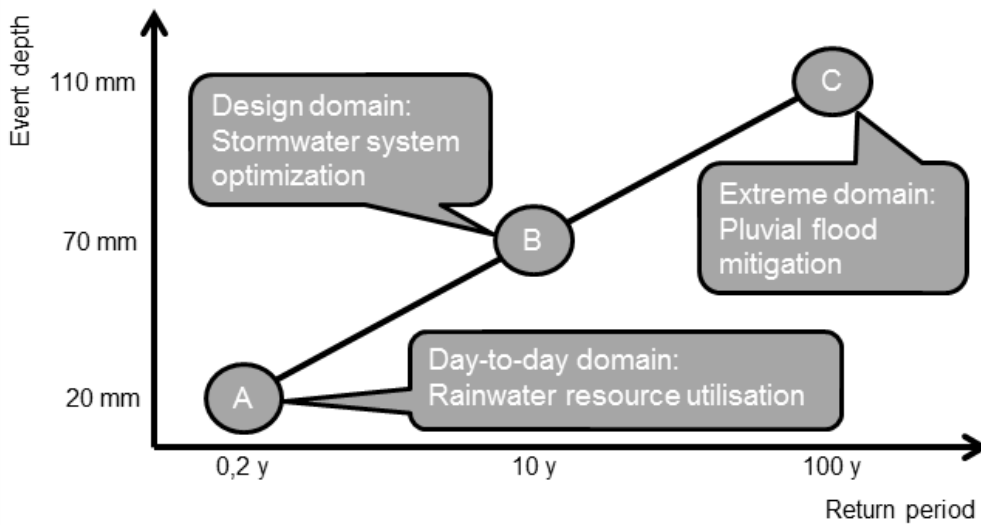 Event depth
110 mm
70 mm
20 mm
Design domain:
Stormwater system
optimization
C
Extreme domain:
Pluvial flood
mitigation
B
Day-to-day domain:
Rainwater resource utilisation
A
0,2 y
10 y
100 y
Return period